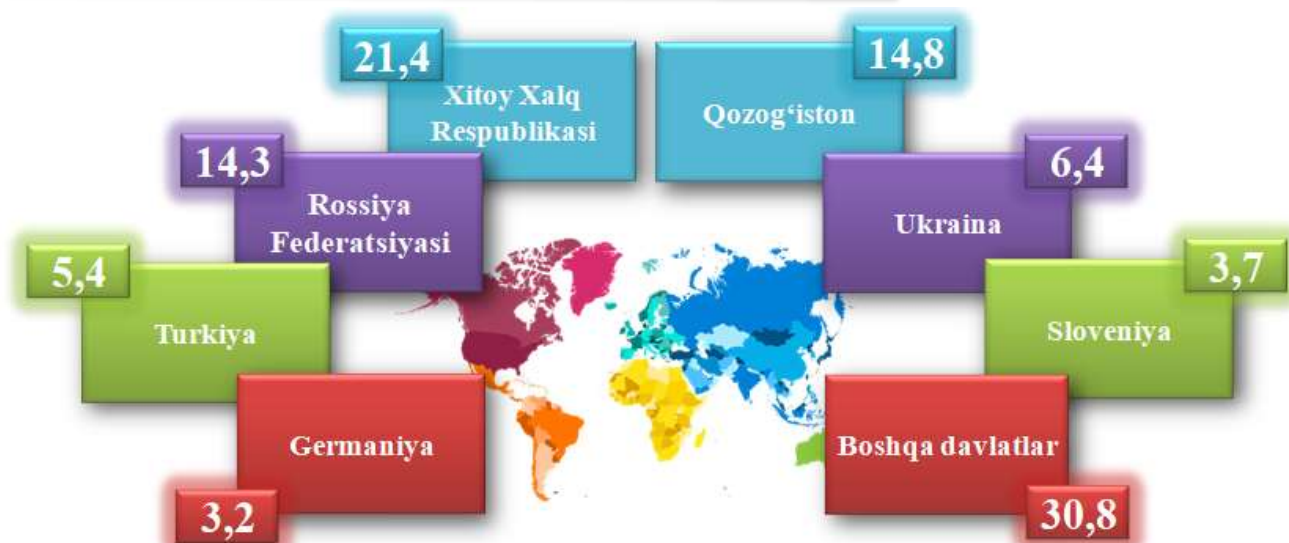 21,4
Xitoy Xalq
Respublikasi
14,8
Qozog‘iston
14,3
Rossiya
Federatsiyasi
6,4
Ukraina
5,4
Turkiya
3,7
Sloveniya
Germaniya
3,2
Boshqa davlatlar
30,8